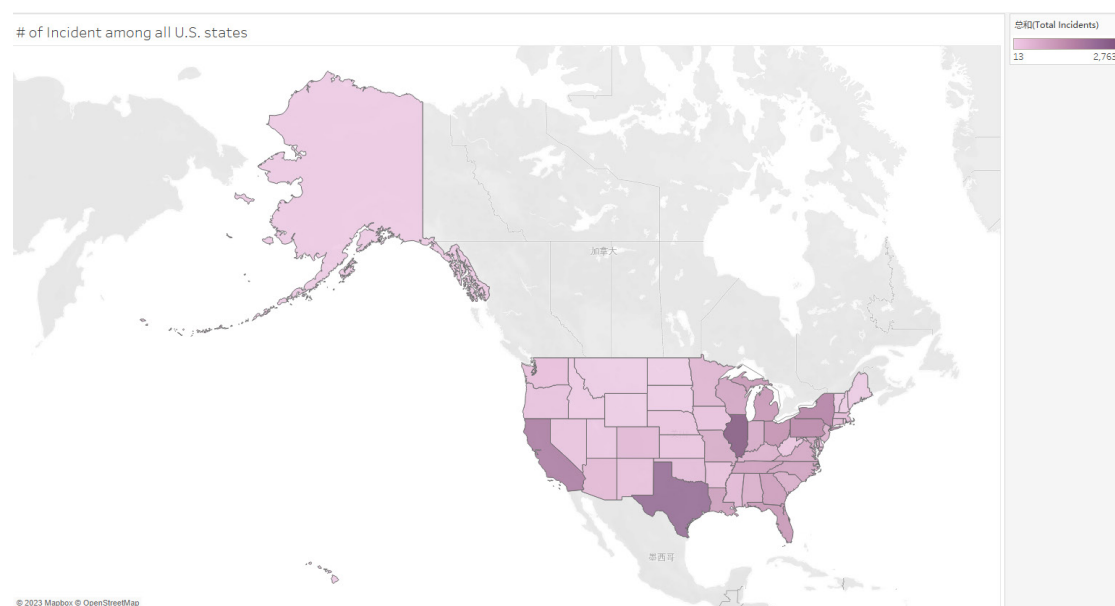 # of Incident among all U.S. states
总和(Total Incidents)
13 2,763
加拿大
墨西哥
© 2023 Mapbox © OpenStreetMap